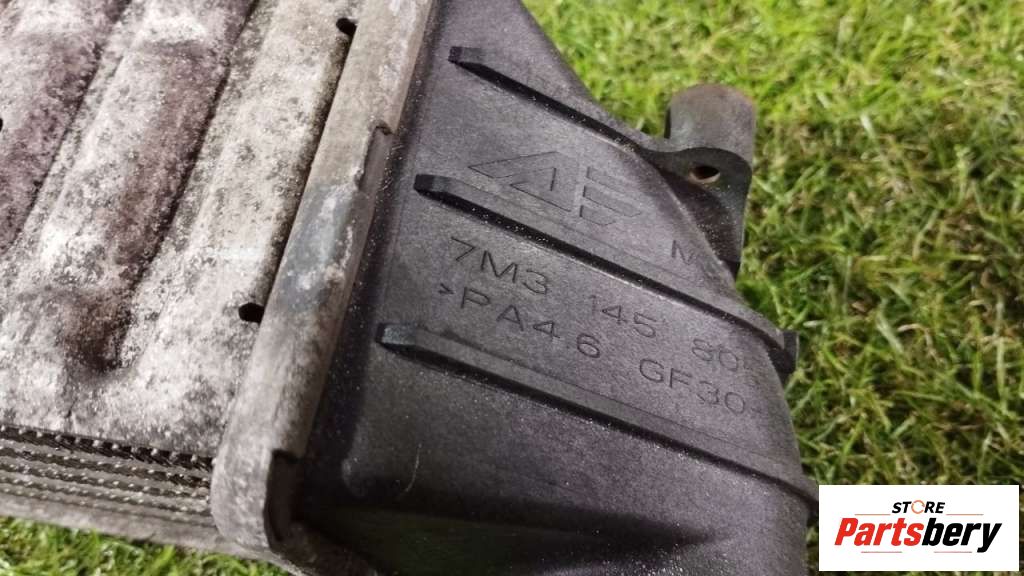 7M3 145 80
>PA4.6 GF30
M
STORE
Partsbery